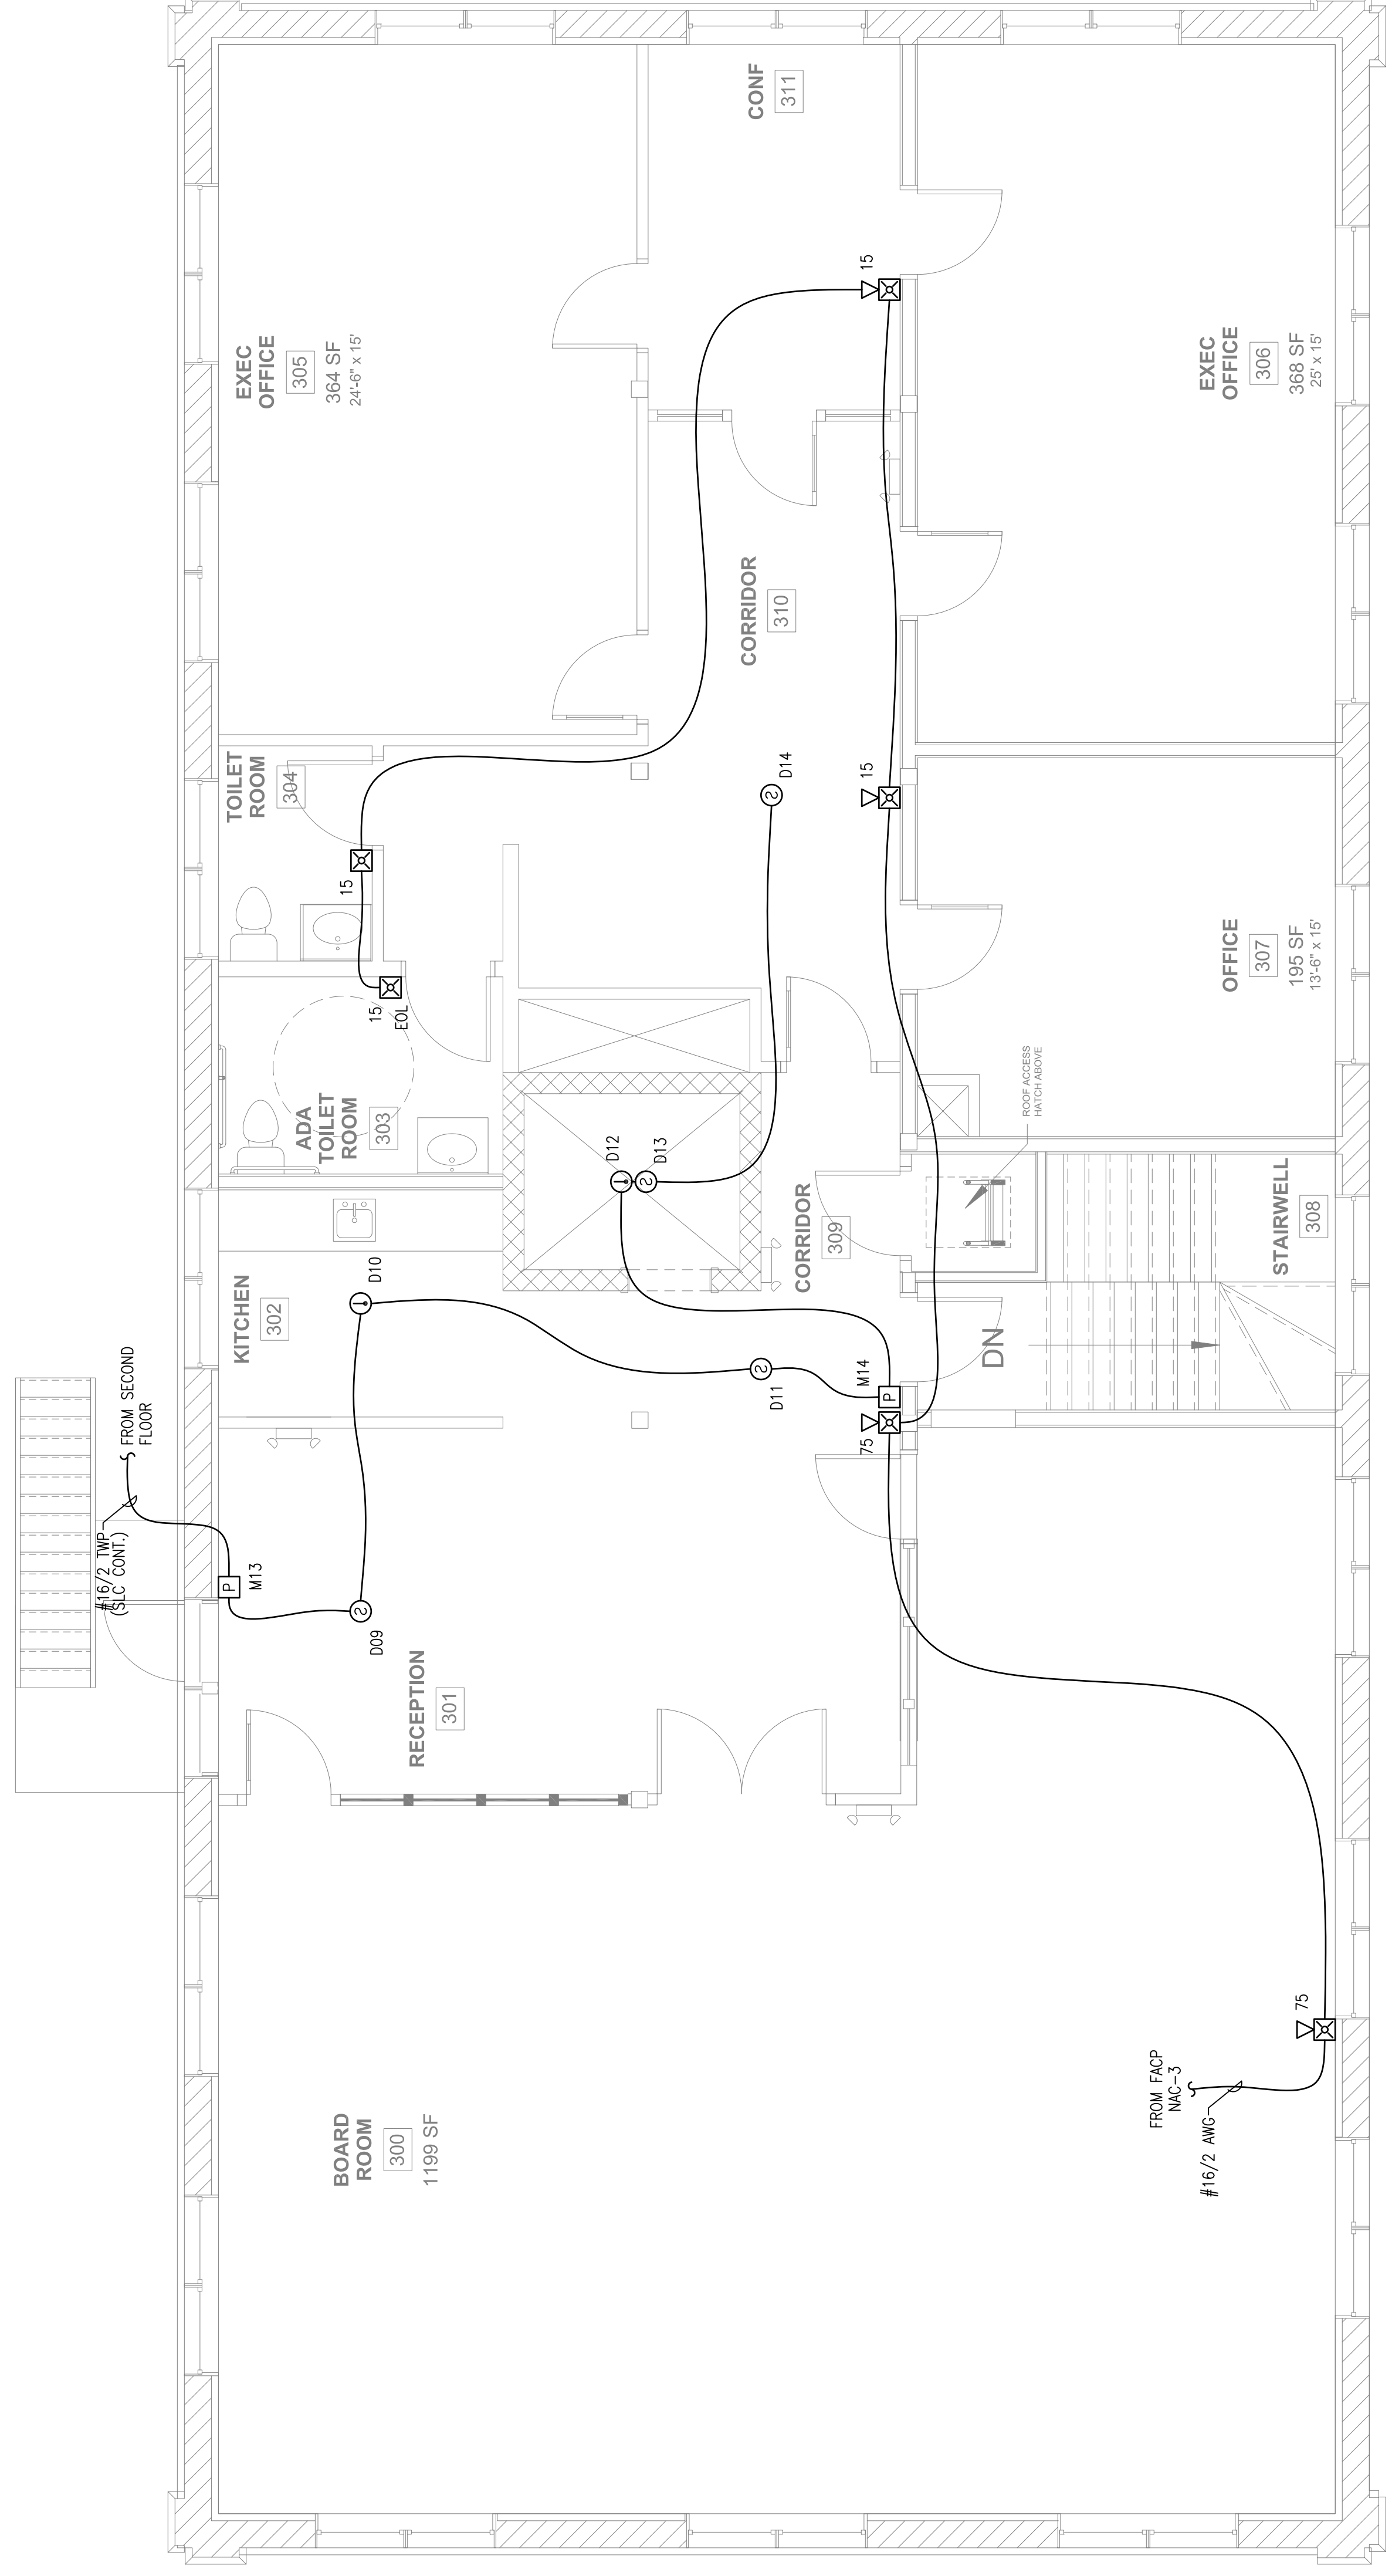 CONF
311
EXEC
OFFICE
305
364 SF
24'-6" x 15'
15
EXEC
OFFICE
306
368 SF
25' x 15'
CORRIDOR
310
TOILET
ROOM
304
15
D14
15
15
EOL
OFFICE
307
195 SF
13'-6" x 15'
ROOF ACCESS
HATCH ABOVE
ADA
TOILET
ROOM
303
D12
D13
CORRIDOR
309
STAIRWELL
308
KITCHEN
302
D10
DN
FROM SECOND
FLOOR
#16/2 TWP
(SLC CONT.)
D11
M14
P
75
P
M13
S
D09
S
S
S
RECEPTION
301
75
FROM FACP
NAC-3
#16/2 AWG
BOARD
ROOM
300
1199 SF